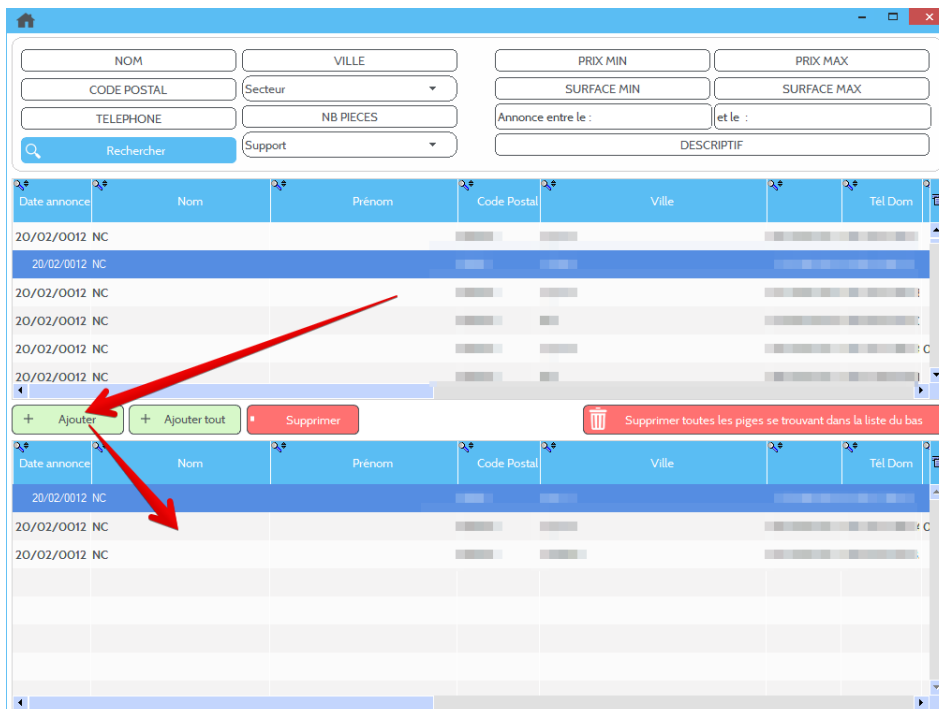 NOM VILLE PRIX MIN PRIX MAX
CODE POSTAL Secteur SURFACE MIN SURFACE MAX
TELEPHONE NB PIECES Annonce entre le : et le :
Rechercher Support DESCRIPTIF
Date annonce Nom Prénom Code Postal Ville Tél Dom
20/02/0012 NC
20/02/0012 NC
20/02/0012 NC
20/02/0012 NC
20/02/0012 NC
20/02/0012 NC
+ Ajouter + Ajouter tout Supprimer Supprimer toutes les piges se trouvant dans la liste du bas
Date annonce Nom Prénom Code Postal Ville Tél Dom
20/02/0012 NC
20/02/0012 NC
20/02/0012 NC